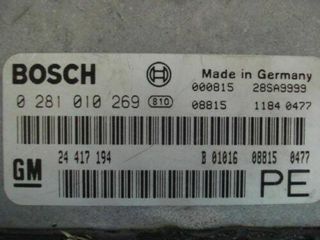 BOSCH
Made in Germany
000815 28SA9999
0 281 010 269 810
08815 1184 0477
24 417 194
B 01016 08815 0477
GM
PE